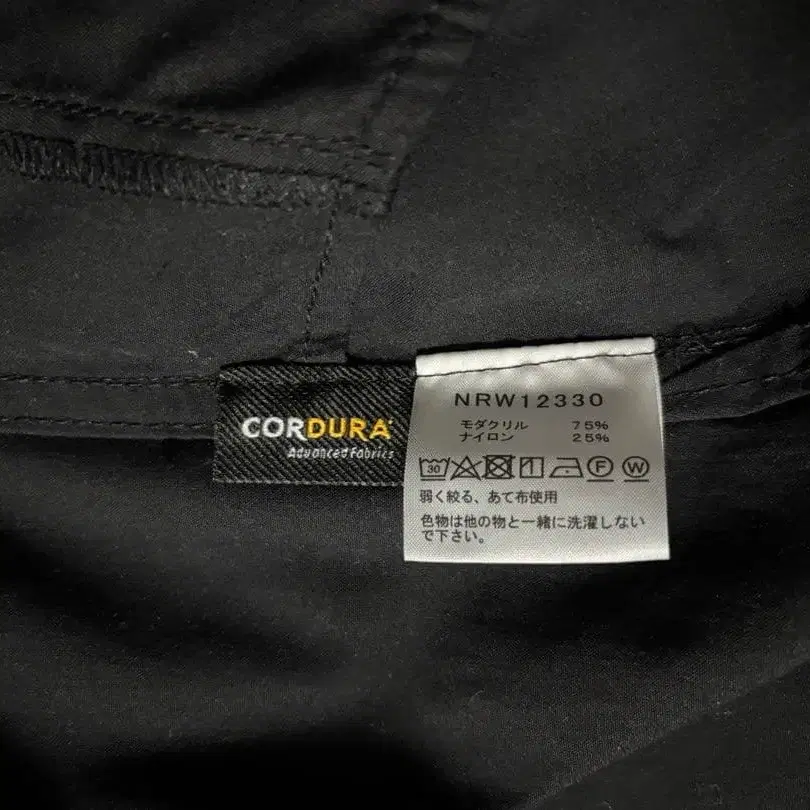 CORDURA
Advanced Fabrics
NRW12330
モダクリル 75%
ナイロン 25%
30 F W
弱く絞る、あて布使用
色物は他の物と一緒に洗濯しない
で下さい。